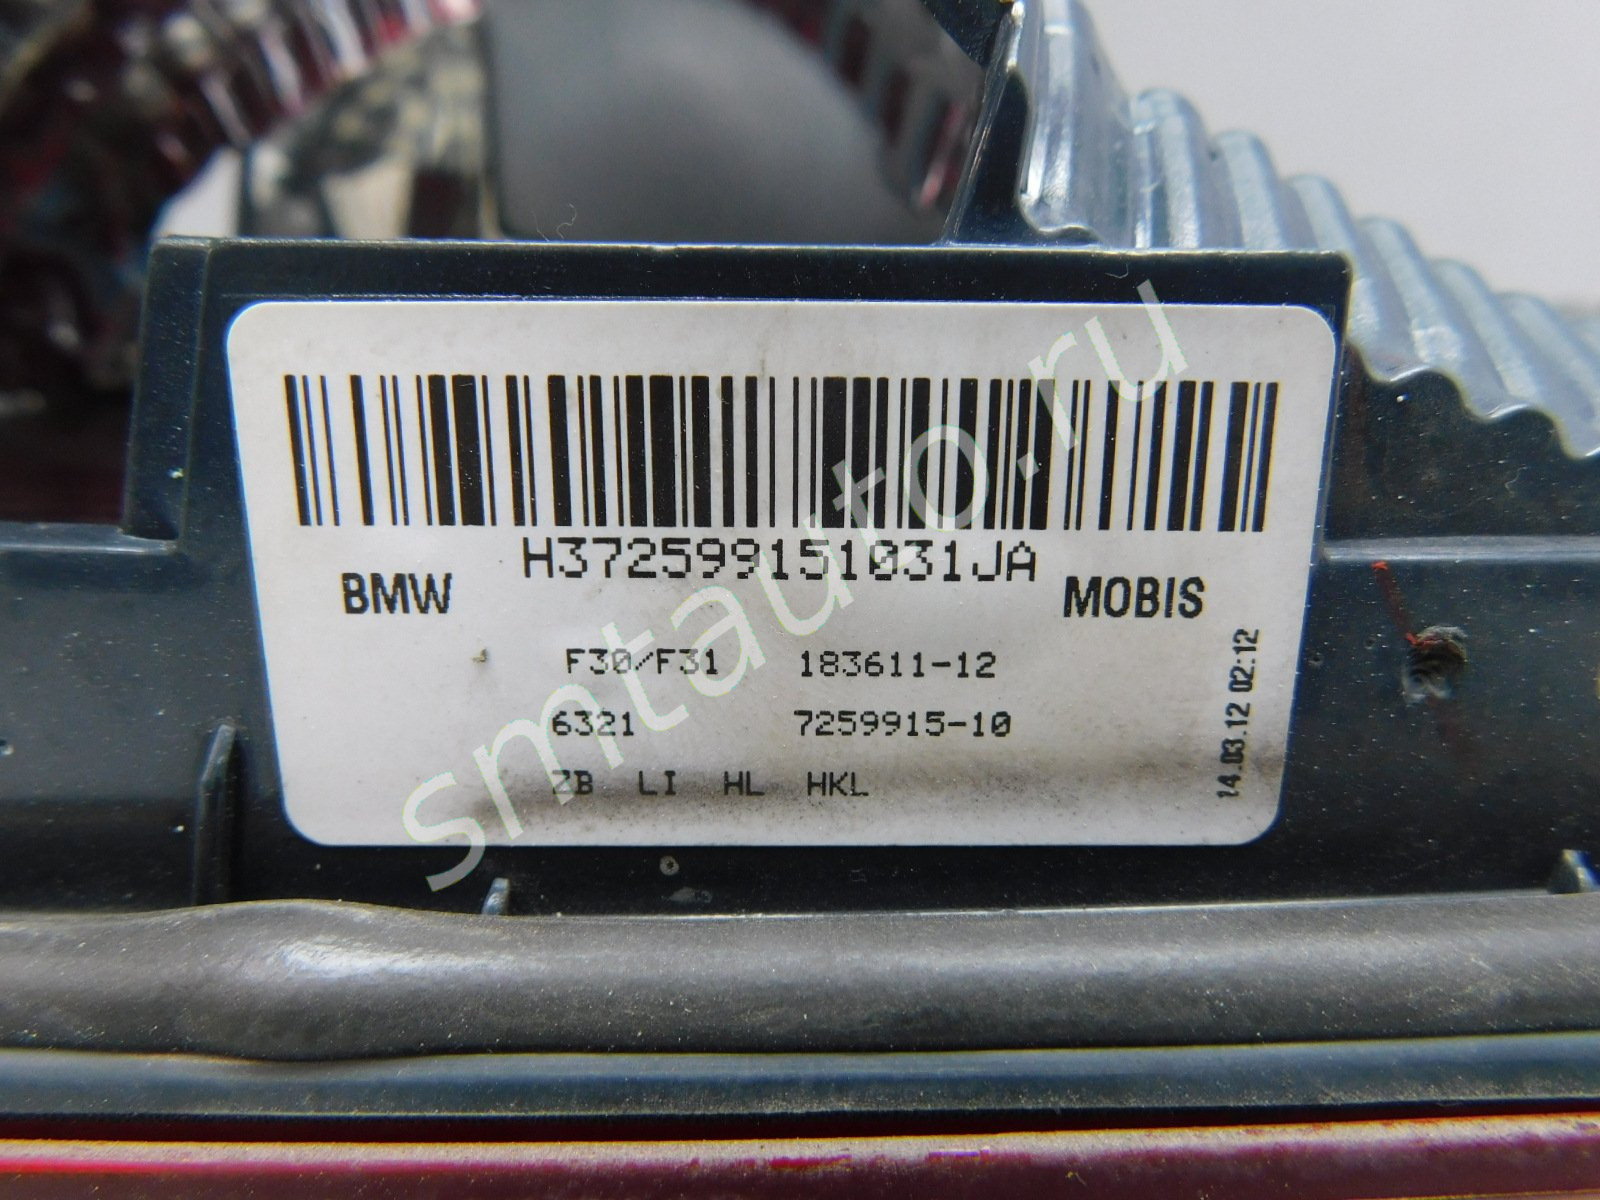 H372599151031JA
BMW MOBIS
F30/F31 183611-12
6321 7259915-10
ZB LI HL HKL
14.03.12 02:12
smtauto.ru